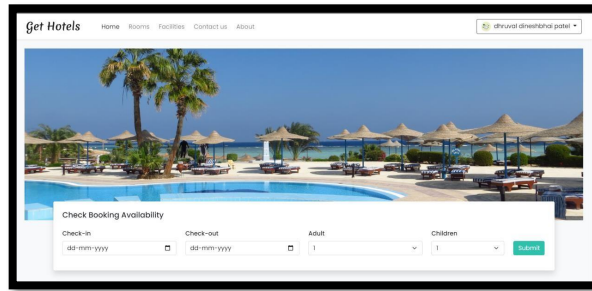 Get Hotels Home Rooms Facilities Contact us About dhruval dineshbhai patel
Check Booking Availability
Check-in Check-out Adult Children
dd-mm-yyyy dd-mm-yyyy 1 1 Submit